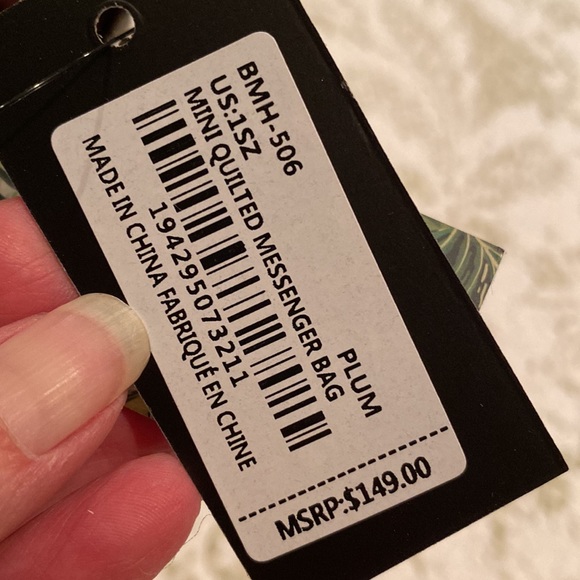 BMH-506
US:1SZ PLUM
MINI QUILTED MESSENGER BAG
194295073211
MADE IN CHINA FABRIQUÉ EN CHINE
MSRP:$149.00